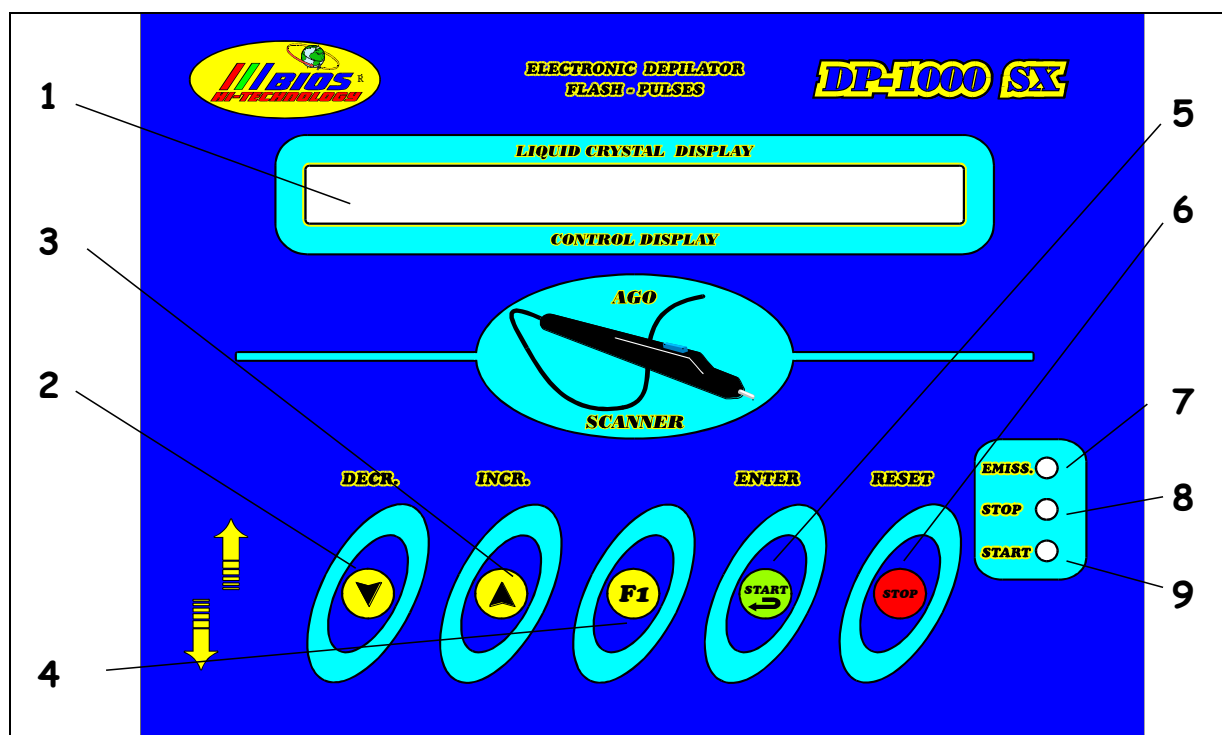 BIOS R
HI-TECHNOLOGY
ELECTRONIC DEPILATOR
FLASH - PULSES
DP-1000 SX
1
5
LIQUID CRYSTAL DISPLAY
CONTROL DISPLAY
3
6
AGO
SCANNER
2
7
DECR.
INCR.
ENTER
RESET
EMISS.
STOP
START
8
9
F1
START
STOP
4